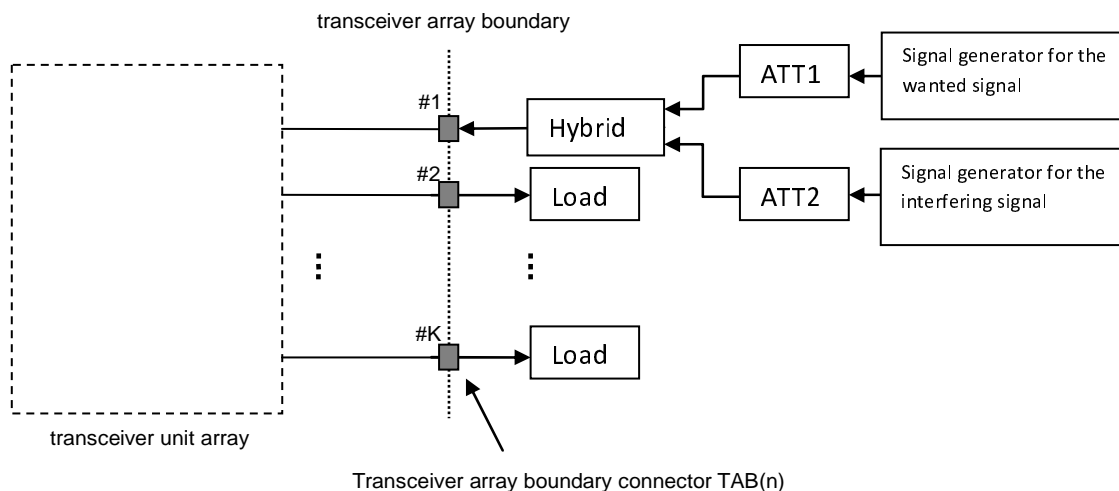 transceiver array boundary
#1
Hybrid
ATT1
Signal generator for the
wanted signal
#2
Load
ATT2
Signal generator for the
interfering signal
#K
Load
transceiver unit array
Transceiver array boundary connector TAB(n)